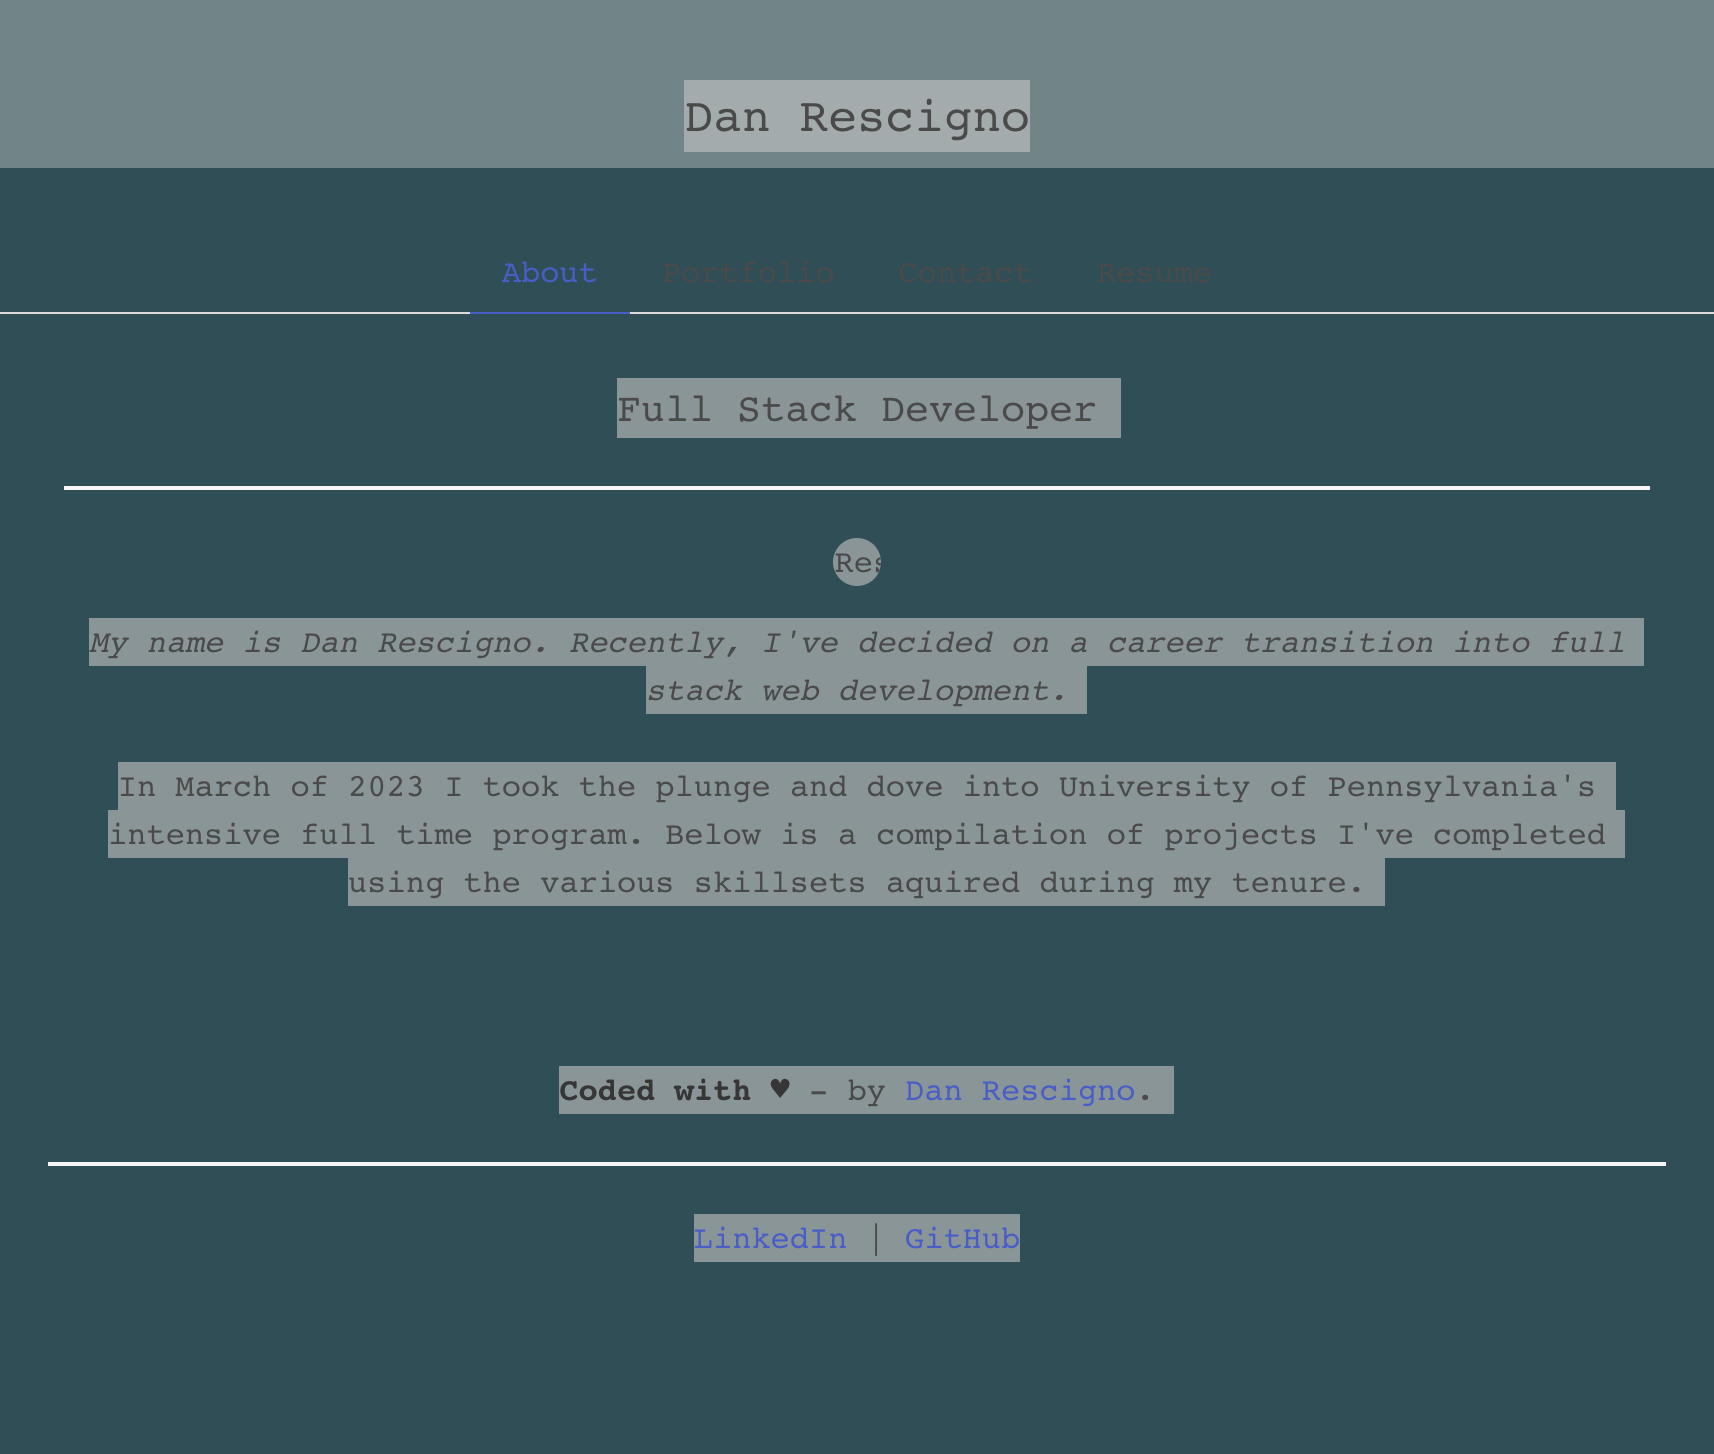 Dan Rescigno
About Portfolio Contact Resume
Full Stack Developer
Res
My name is Dan Rescigno. Recently, I've decided on a career transition into full
stack web development.
In March of 2023 I took the plunge and dove into University of Pennsylvania's
intensive full time program. Below is a compilation of projects I've completed
using the various skillsets aquired during my tenure.
Coded with ♥ - by Dan Rescigno.
LinkedIn | GitHub